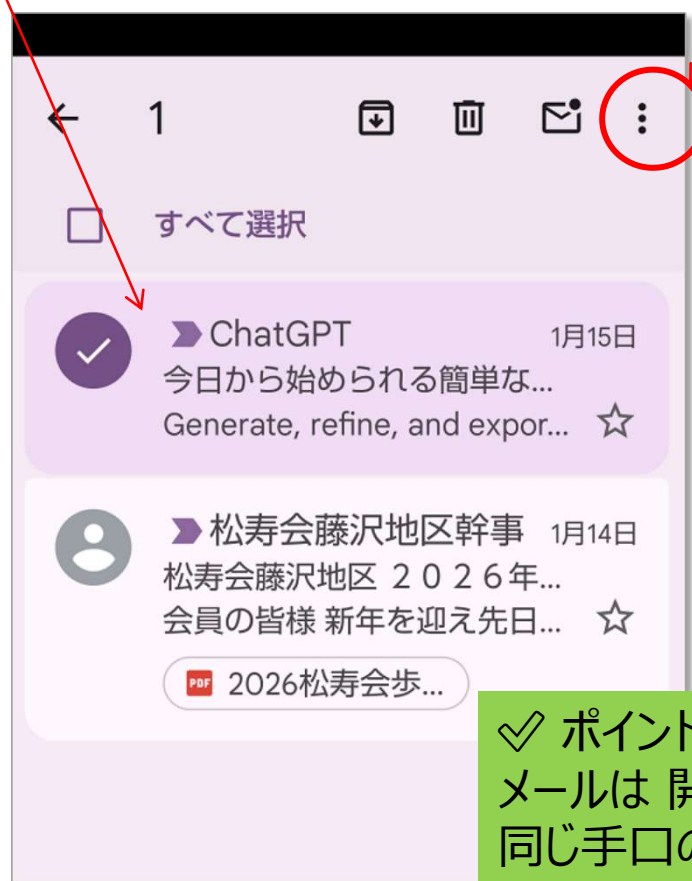 1
すべて選択
ChatGPT 1月15日
今日から始められる簡単な...
Generate, refine, and expor...
松寿会藤沢地区幹事 1月14日
松寿会藤沢地区 ２０２６年...
会員の皆様 新年を迎え先日...
PDF 2026松寿会歩...
✅ ポイント
メールは 開
同じ手口の